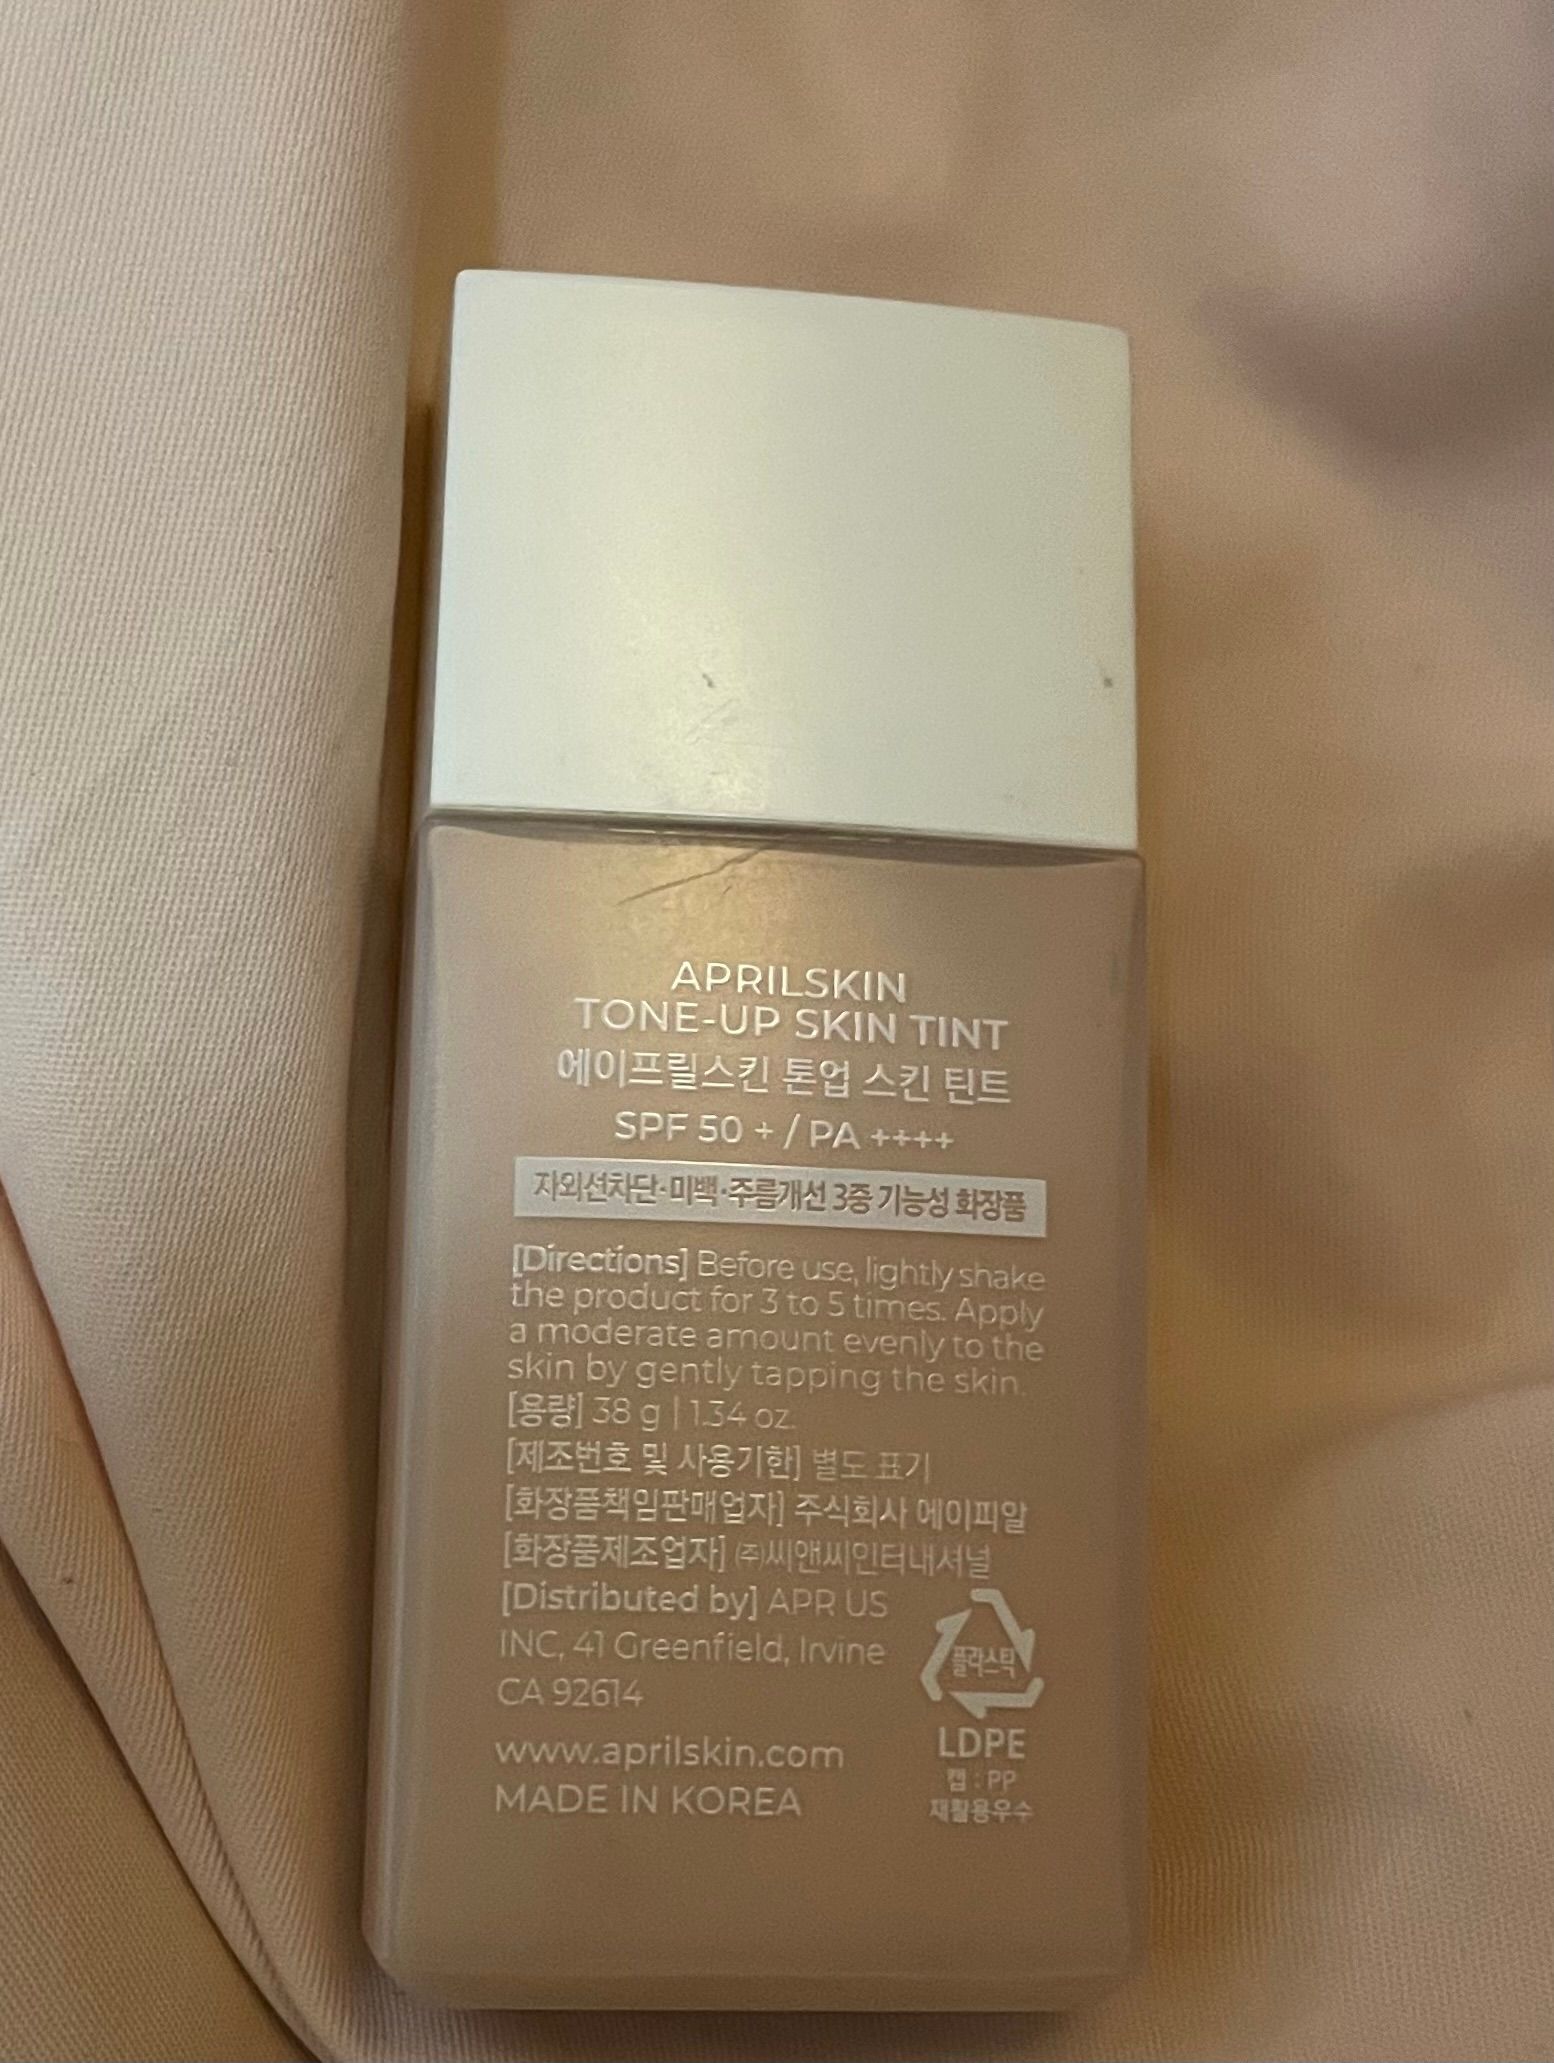 APRILSKIN
TONE-UP SKIN TINT
에이프릴스킨 톤업 스킨 틴트
SPF 50 + / PA ++++
자외선차단·미백·주름개선 3중 기능성 화장품
[Directions] Before use, lightly shake
the product for 3 to 5 times. Apply
a moderate amount evenly to the
skin by gently tapping the skin.
[용량] 38 g | 1.34 oz.
[제조번호 및 사용기한] 별도 표기
[화장품책임판매업자] 주식회사 에이피알
[화장품제조업자] ㈜씨앤씨인터내셔널
[Distributed by] APR US
INC, 41 Greenfield, Irvine
CA 92614
www.aprilskin.com
MADE IN KOREA
플라스틱
LDPE
캡 : PP
재활용우수